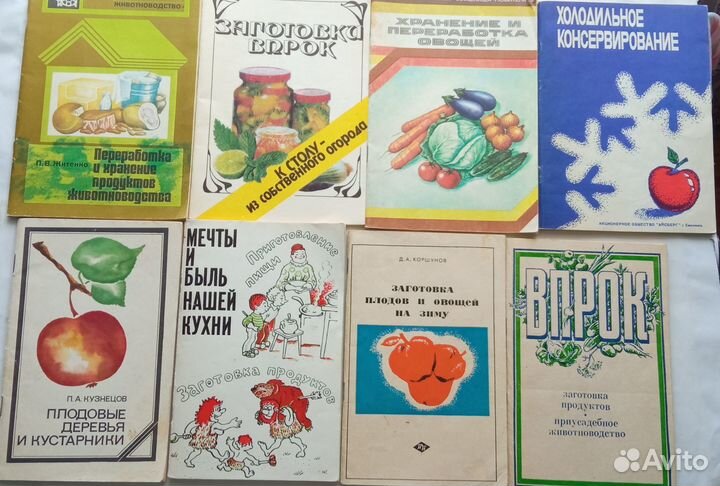 ЖИВОТНОВОДСТВО
П. В. Житенко
Переработка
и хранение
продуктов
животноводства
ЗАГОТОВКИ
ВПРОК
К СТОЛУ -
ИЗ СОБСТВЕННОГО ОГОРОДА
ХРАНЕНИЕ И
ПЕРЕРАБОТКА
ОВОЩЕЙ
ХОЛОДИЛЬНОЕ
КОНСЕРВИРОВАНИЕ
АКЦИОНЕРНОЕ ОБЩЕСТВО "АЙСБЕРГ" г. Смоленск
П. А. КУЗНЕЦОВ
ПЛОДОВЫЕ
ДЕРЕВЬЯ
И КУСТАРНИКИ
МЕЧТЫ
И
БЫЛЬ
НАШЕЙ
КУХНИ
Приготовление
пищи
Заготовка продуктов
Д. А. КОРШУНОВ
ЗАГОТОВКА
ПЛОДОВ И ОВОЩЕЙ
НА ЗИМУ
ВПРОК
заготовка
продуктов
•
приусадебное
животноводство
Avito